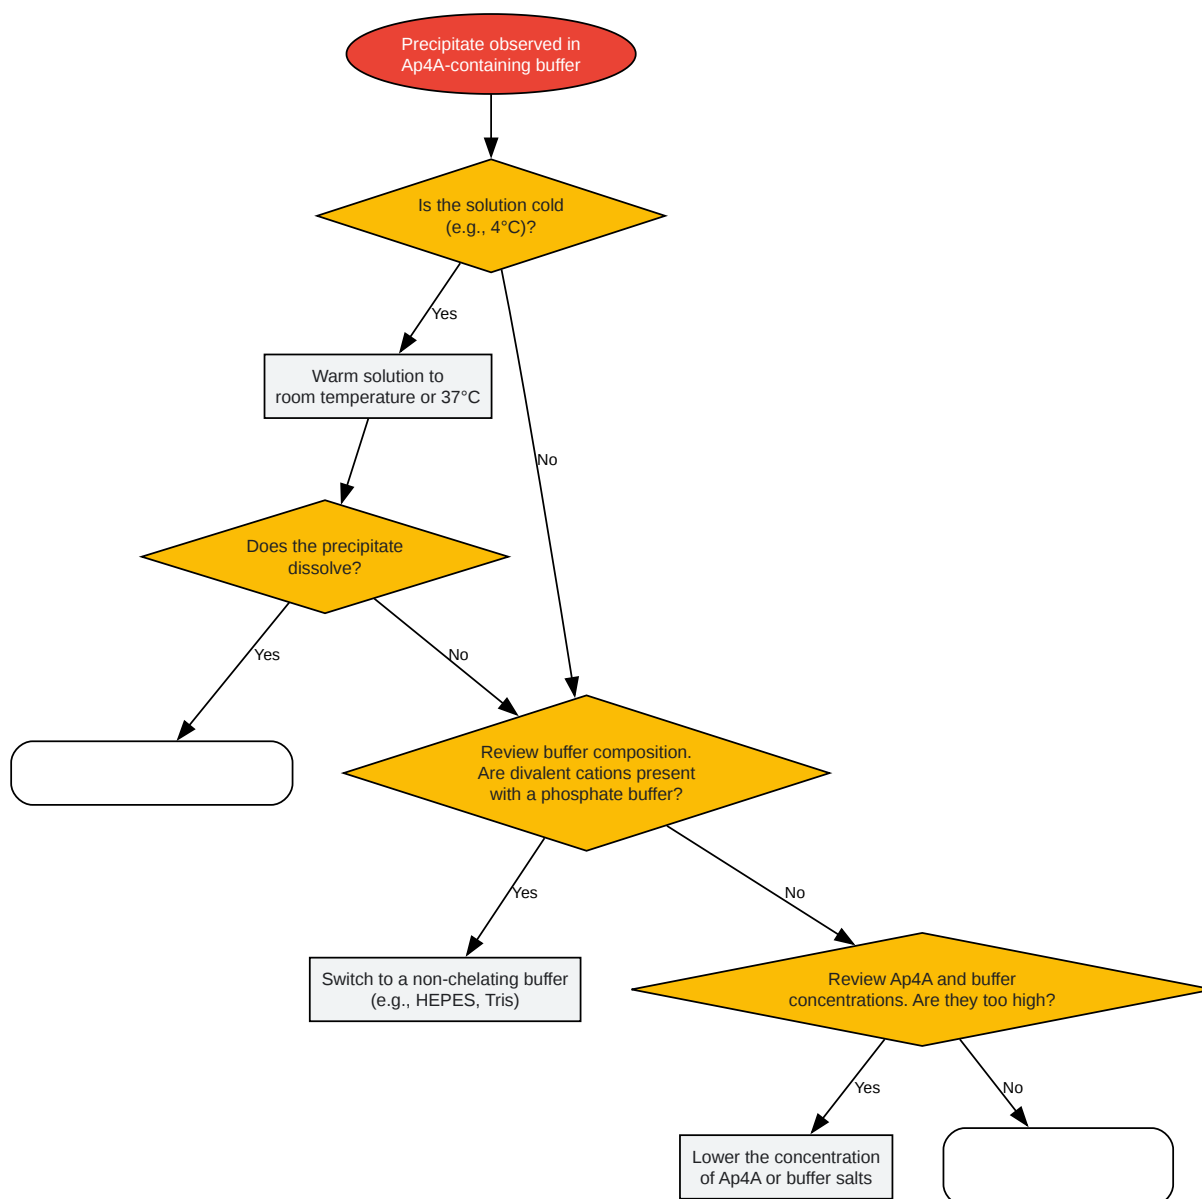 Precipitate observed in
Ap4A-containing buffer
Is the solution cold
(e.g., 4°C)?
Yes
Warm solution to
room temperature or 37°C
No
Does the precipitate
dissolve?
Yes
No
Review buffer composition.
Are divalent cations present
with a phosphate buffer?
Yes
No
Switch to a non-chelating buffer
(e.g., HEPES, Tris)
Review Ap4A and buffer
concentrations. Are they too high?
Yes
No
Lower the concentration
of Ap4A or buffer salts